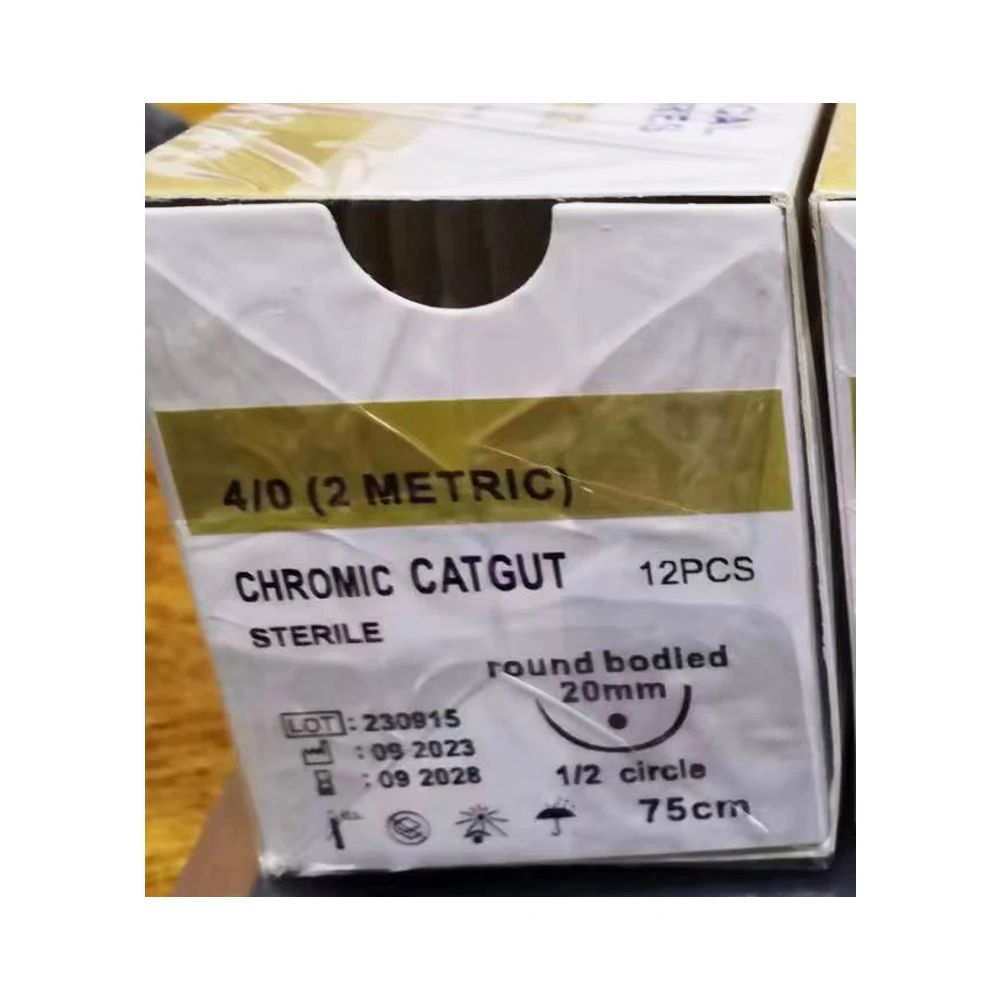 4/0 (2 METRIC)
CHROMIC CATGUT 12PCS
STERILE
round bodied
20mm
LOT : 230915
: 09 2023
: 09 2028
1/2 circle
75cm